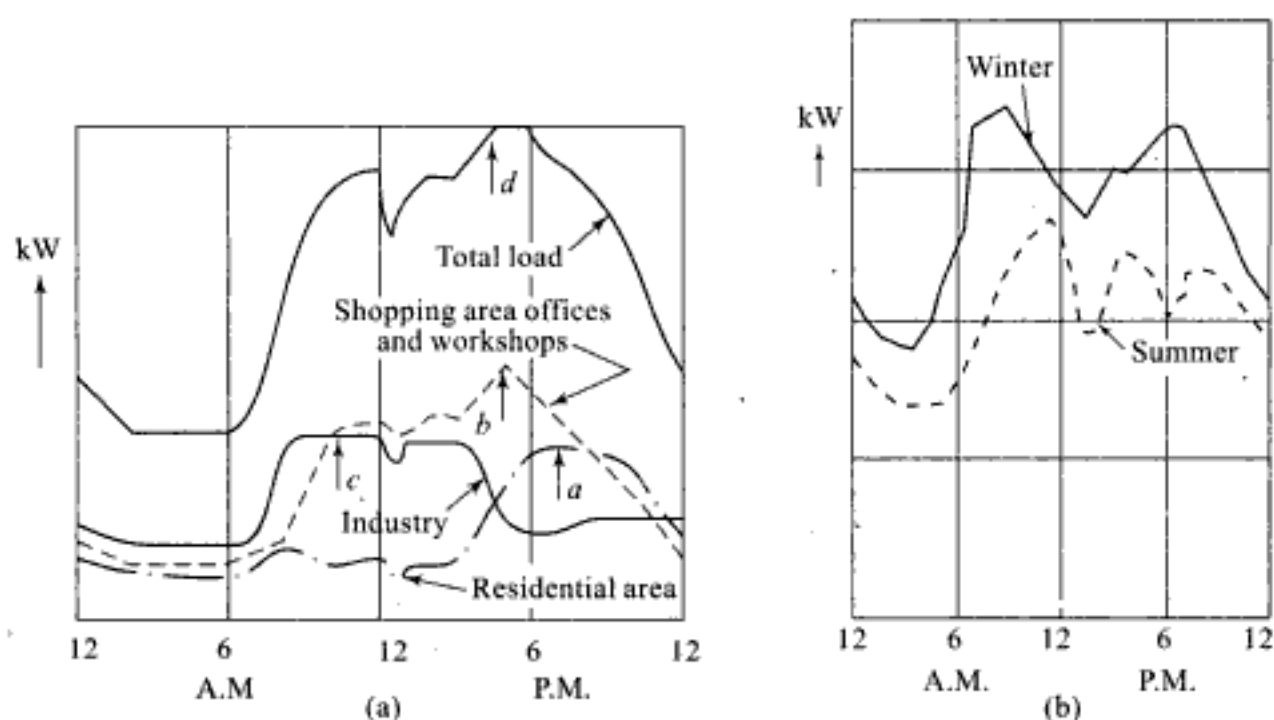 kW
d
Total load
Shopping area offices
and workshops
b
c
a
Industry
Residential area
12 6 12 6 12
A.M P.M.
(a)
kW
Winter
Summer
12 6 12 6 12
A.M. P.M.
(b)